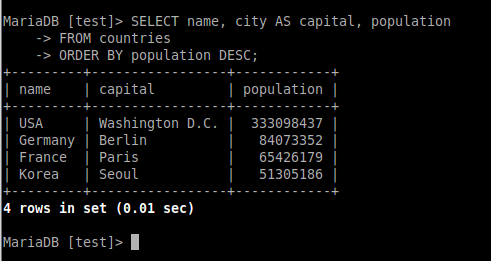 MariaDB [test]> SELECT name, city AS capital, population
    -> FROM countries
    -> ORDER BY population DESC;
+---------+-----------------+------------+
| name    | capital         | population |
+---------+-----------------+------------+
| USA     | Washington D.C. |  333098437 |
| Germany | Berlin          |   84073352 |
| France  | Paris           |   65426179 |
| Korea   | Seoul           |   51305186 |
+---------+-----------------+------------+
4 rows in set (0.01 sec)
MariaDB [test]>